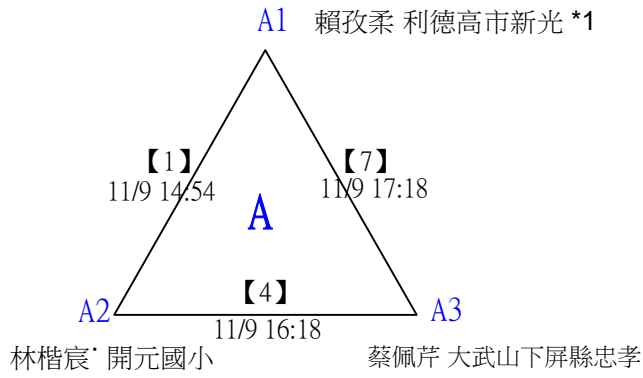 A1 賴孜柔 利德高市新光 *1
【1】
11/9 14:54
【7】
11/9 17:18
A
【4】
11/9 16:18
A2
A3
林楷宸˙開元國小
蔡佩芹 大武山下屏縣忠孝